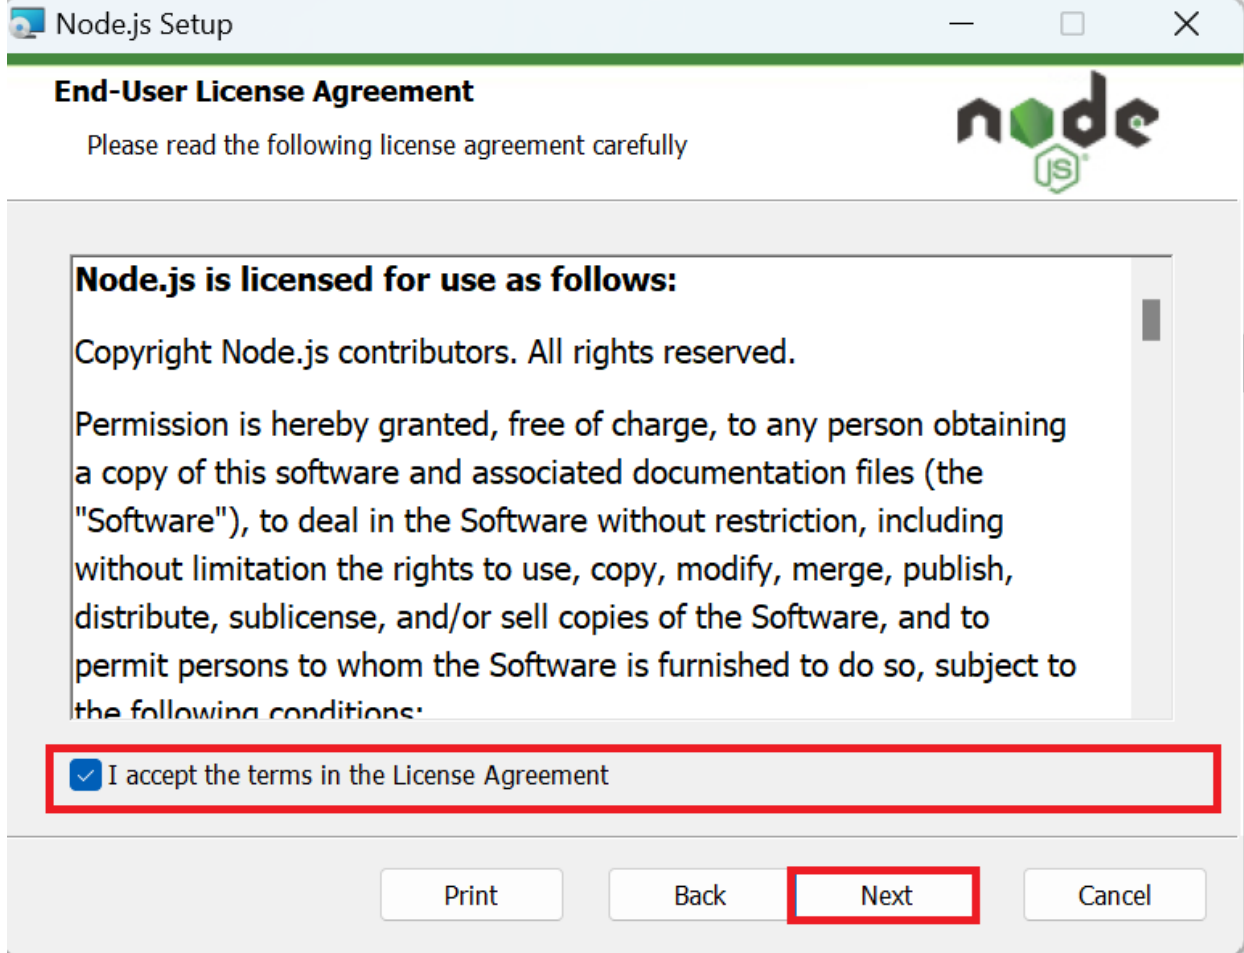 Node.js Setup
End-User License Agreement
Please read the following license agreement carefully
node
JS
Node.js is licensed for use as follows:
Copyright Node.js contributors. All rights reserved.
Permission is hereby granted, free of charge, to any person obtaining
a copy of this software and associated documentation files (the
"Software"), to deal in the Software without restriction, including
without limitation the rights to use, copy, modify, merge, publish,
distribute, sublicense, and/or sell copies of the Software, and to
permit persons to whom the Software is furnished to do so, subject to
the following conditions:
I accept the terms in the License Agreement
Print Back Next Cancel